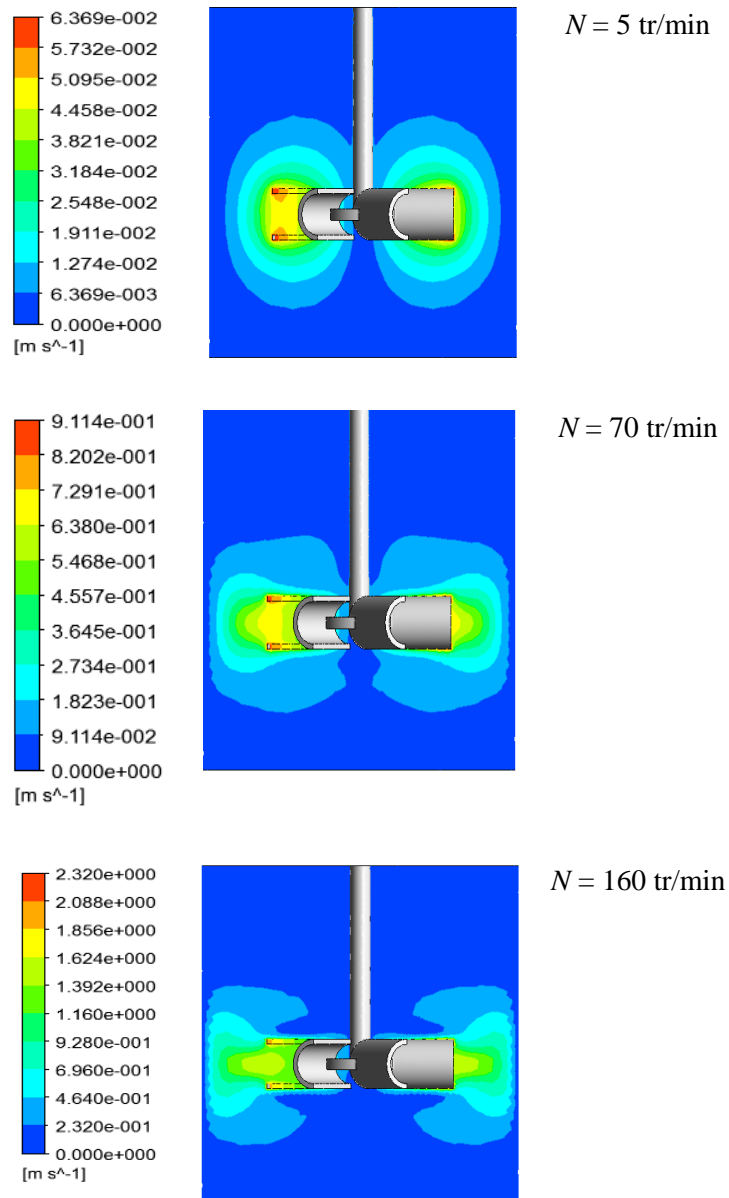 6.369e-002
N = 5 tr/min
5.732e-002
5.095e-002
4.458e-002
3.821e-002
3.184e-002
2.548e-002
1.911e-002
1.274e-002
6.369e-003
0.000e+000
[m s^-1]
9.114e-001
N = 70 tr/min
8.202e-001
7.291e-001
6.380e-001
5.468e-001
4.557e-001
3.645e-001
2.734e-001
1.823e-001
9.114e-002
0.000e+000
[m s^-1]
2.320e+000
N = 160 tr/min
2.088e+000
1.856e+000
1.624e+000
1.392e+000
1.160e+000
9.280e-001
6.960e-001
4.640e-001
2.320e-001
0.000e+000
[m s^-1]